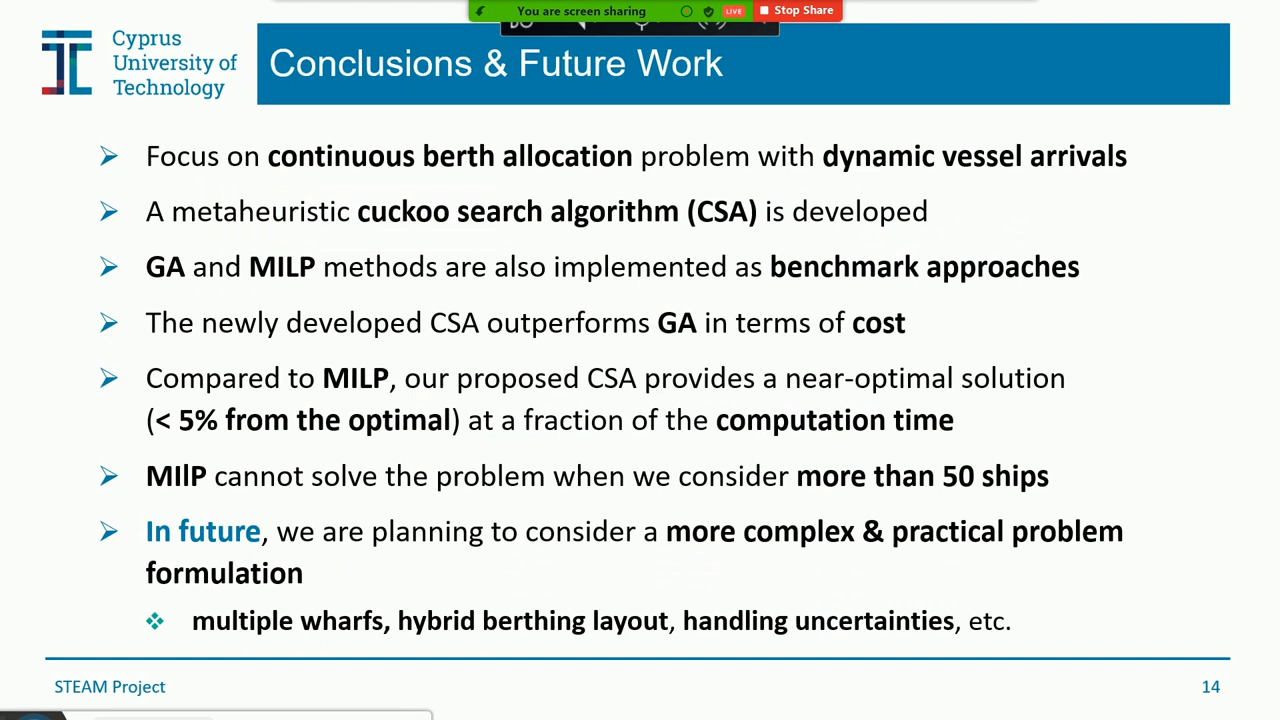 You are screen sharing
LIVE
Stop Share
Cyprus
University of
Technology
Conclusions & Future Work
Focus on continuous berth allocation problem with dynamic vessel arrivals
A metaheuristic cuckoo search algorithm (CSA) is developed
GA and MILP methods are also implemented as benchmark approaches
The newly developed CSA outperforms GA in terms of cost
Compared to MILP, our proposed CSA provides a near-optimal solution
(< 5% from the optimal) at a fraction of the computation time
MIlP cannot solve the problem when we consider more than 50 ships
In future, we are planning to consider a more complex & practical problem
formulation
multiple wharfs, hybrid berthing layout, handling uncertainties, etc.
STEAM Project
14